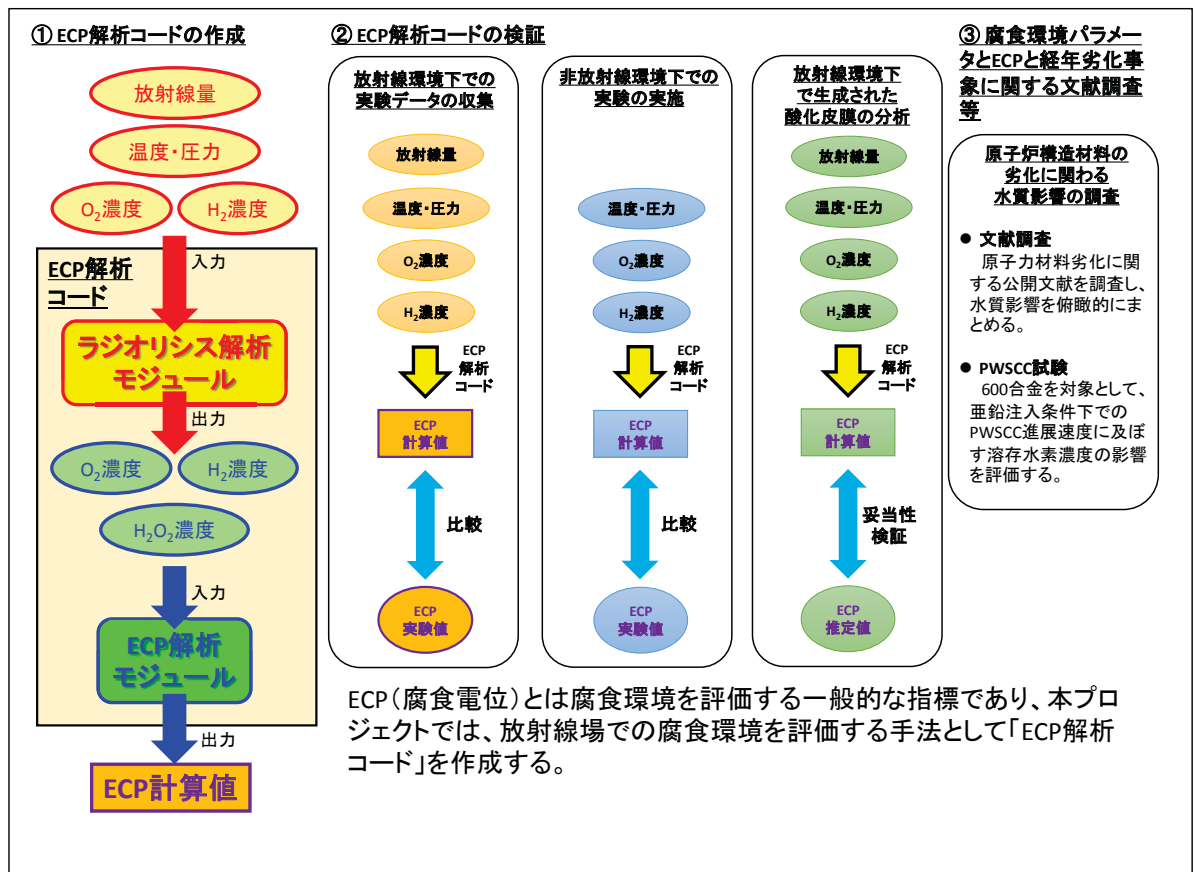 ① ECP解析コードの作成
放射線量
温度・圧力
O₂濃度
H₂濃度
入力
ECP解析
コード
ラジオリシス解析
モジュール
出力
O₂濃度
H₂濃度
H₂O₂濃度
入力
ECP解析
モジュール
出力
ECP計算値
② ECP解析コードの検証
放射線環境下での
実験データの収集
放射線量
温度・圧力
O₂濃度
H₂濃度
ECP
解析
コード
ECP
計算値
比較
ECP
実験値
非放射線環境下での
実験の実施
温度・圧力
O₂濃度
H₂濃度
ECP
解析
コード
ECP
計算値
比較
ECP
実験値
放射線環境下
で生成された
酸化皮膜の分析
放射線量
温度・圧力
O₂濃度
H₂濃度
ECP
解析
コード
ECP
計算値
妥当性
検証
ECP
推定値
③ 腐食環境パラメー
タとECPと経年劣化事
象に関する文献調査
等
原子炉構造材料の
劣化に関わる
水質影響の調査
● 文献調査
原子力材料劣化に関
する公開文献を調査し、
水質影響を俯瞰的にま
とめる。
● PWSCC試験
600合金を対象として、
亜鉛注入条件下での
PWSCC進展速度に及ぼ
す溶存水素濃度の影響
を評価する。
ECP(腐食電位)とは腐食環境を評価する一般的な指標であり、本プロ
ジェクトでは、放射線場での腐食環境を評価する手法として「ECP解析
コード」を作成する。